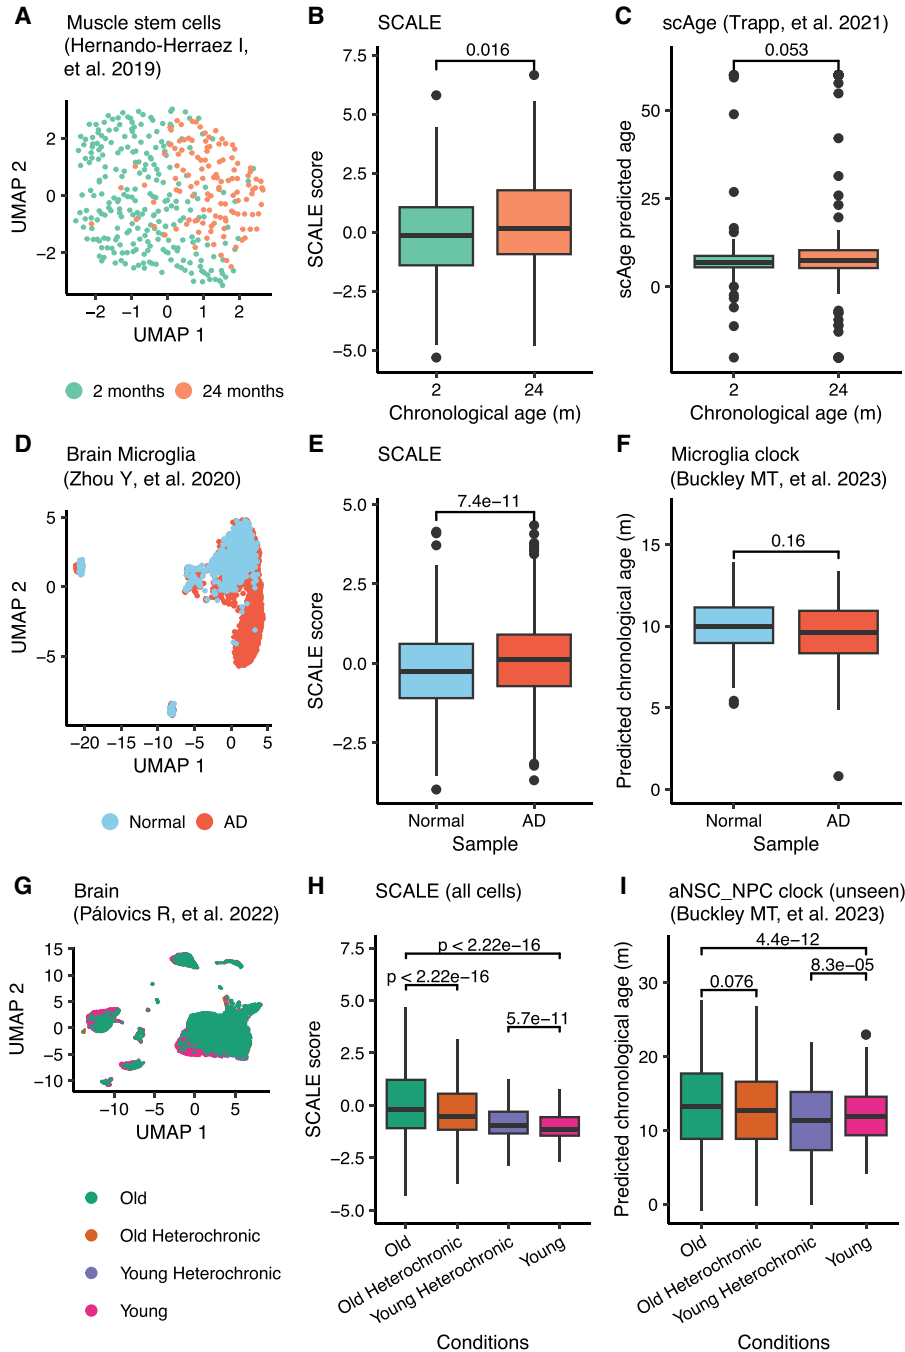 A
Muscle stem cells
(Hernando-Herraez I,
et al. 2019)
UMAP 2
2
0
−2
−2 −1 0 1 2
UMAP 1
2 months 24 months
B
SCALE
0.016
SCALE score
7.5
5.0
2.5
0.0
−2.5
−5.0
2 24
Chronological age (m)
C
scAge (Trapp, et al. 2021)
0.053
scAge predicted age
50
25
0
2 24
Chronological age (m)
D
Brain Microglia
(Zhou Y, et al. 2020)
UMAP 2
5
0
−5
−20 −15 −10 −5 0 5
UMAP 1
Normal AD
E
SCALE
7.4e−11
SCALE score
5.0
2.5
0.0
−2.5
Normal AD
Sample
F
Microglia clock
(Buckley MT, et al. 2023)
0.16
Predicted chronological age (m)
15
10
5
0
Normal AD
Sample
G
Brain
(Pálovics R, et al. 2022)
UMAP 2
15
10
5
0
−5
−10
−10 −5 0 5
UMAP 1
Old
Old Heterochronic
Young Heterochronic
Young
H
SCALE (all cells)
p < 2.22e−16
p < 2.22e−16
5.7e−11
SCALE score
7.5
5.0
2.5
0.0
−2.5
−5.0
Old
Old Heterochronic
Young Heterochronic
Young
Conditions
I
aNSC_NPC clock (unseen)
(Buckley MT, et al. 2023)
4.4e−12
8.3e−05
0.076
Predicted chronological age (m)
30
20
10
0
Old
Old Heterochronic
Young Heterochronic
Young
Conditions